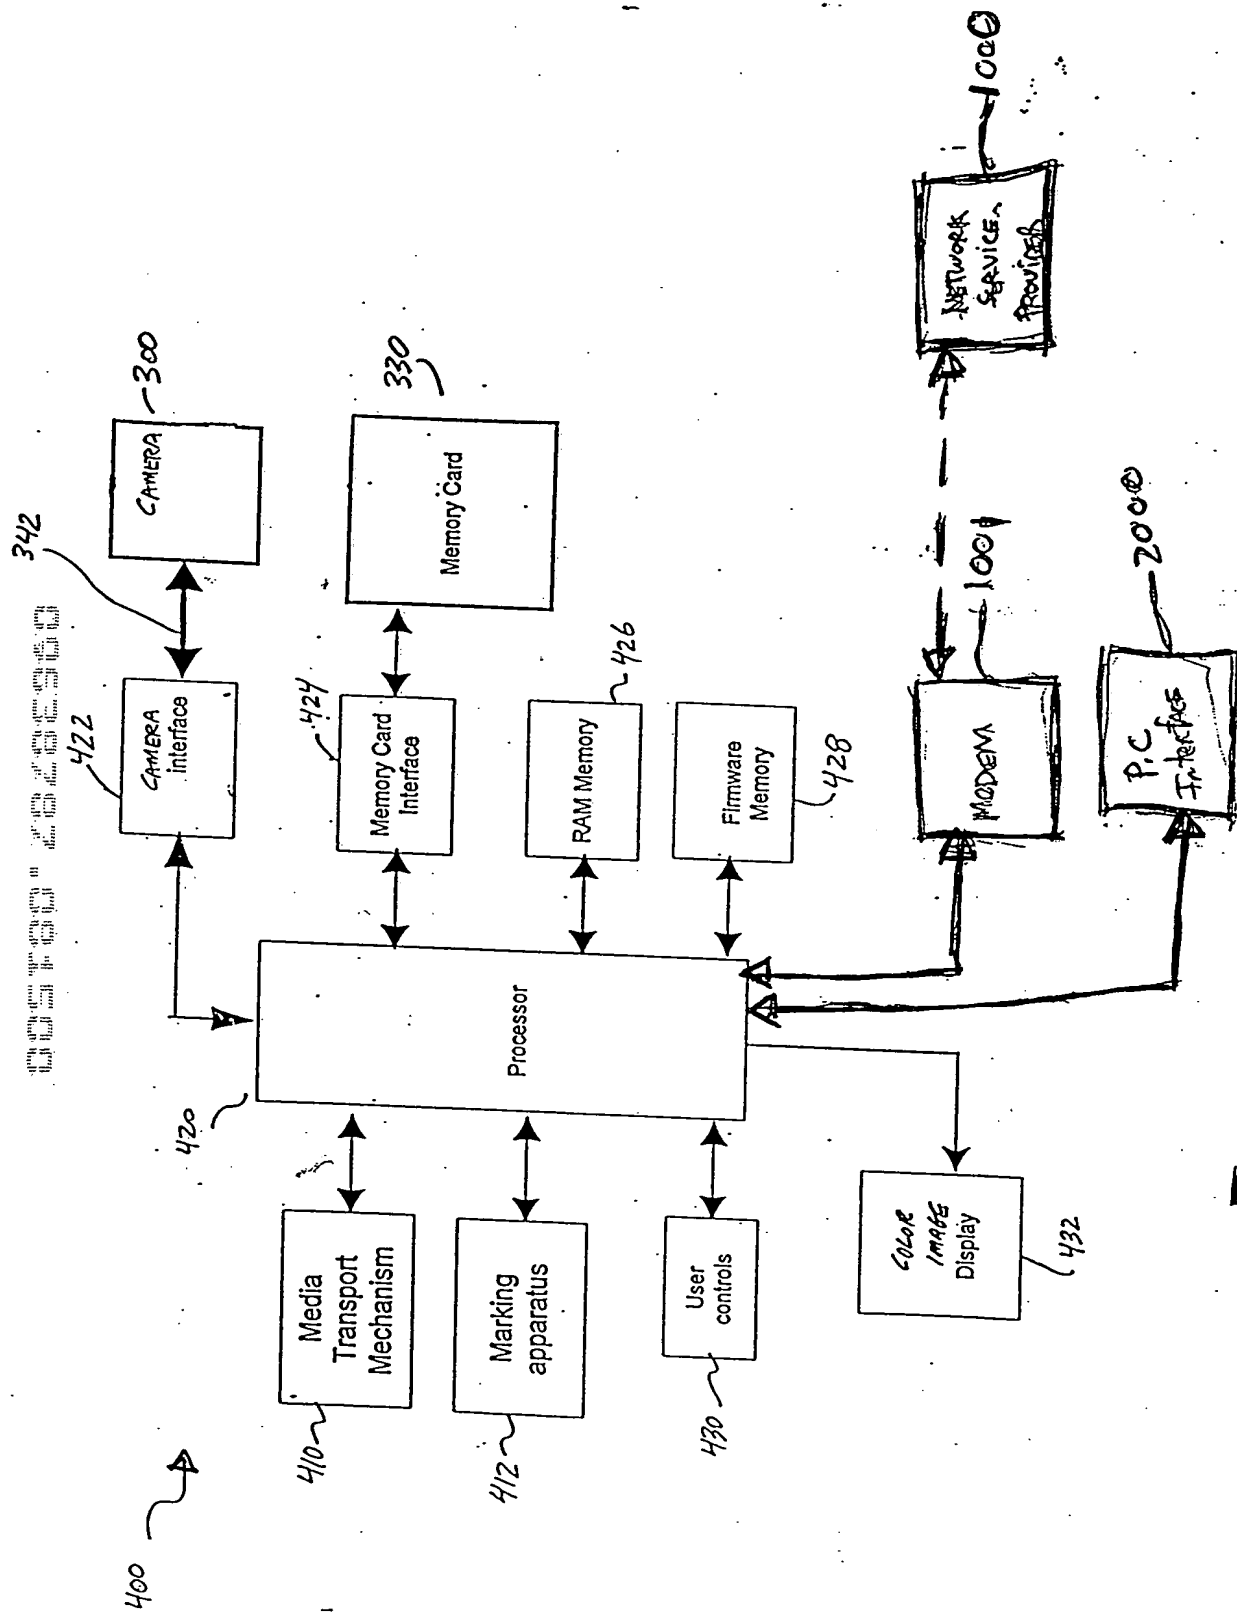 342
422
400
CAMERA
300
CAMERA
interface
420
410
Media
Transport
Mechanism
424
Memory Card
Interface
Memory Card
330
412
Marking
apparatus
Processor
RAM Memory
426
430
User
controls
Firmware
Memory
428
COLOR
IMAGE
Display
432
MODEM
1001
NETWORK
SERVICE
PROVIDER
1000
P.C
Interface
2000